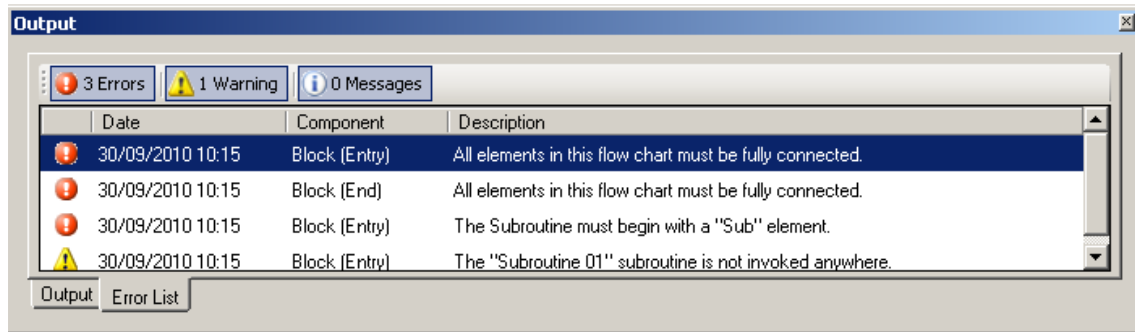 Output
3 Errors 1 Warning 0 Messages
Date Component Description
30/09/2010 10:15 Block (Entry) All elements in this flow chart must be fully connected.
30/09/2010 10:15 Block (End) All elements in this flow chart must be fully connected.
30/09/2010 10:15 Block (Entry) The Subroutine must begin with a "Sub" element.
30/09/2010 10:15 Block (Entry) The "Subroutine 01" subroutine is not invoked anywhere.
Output Error List